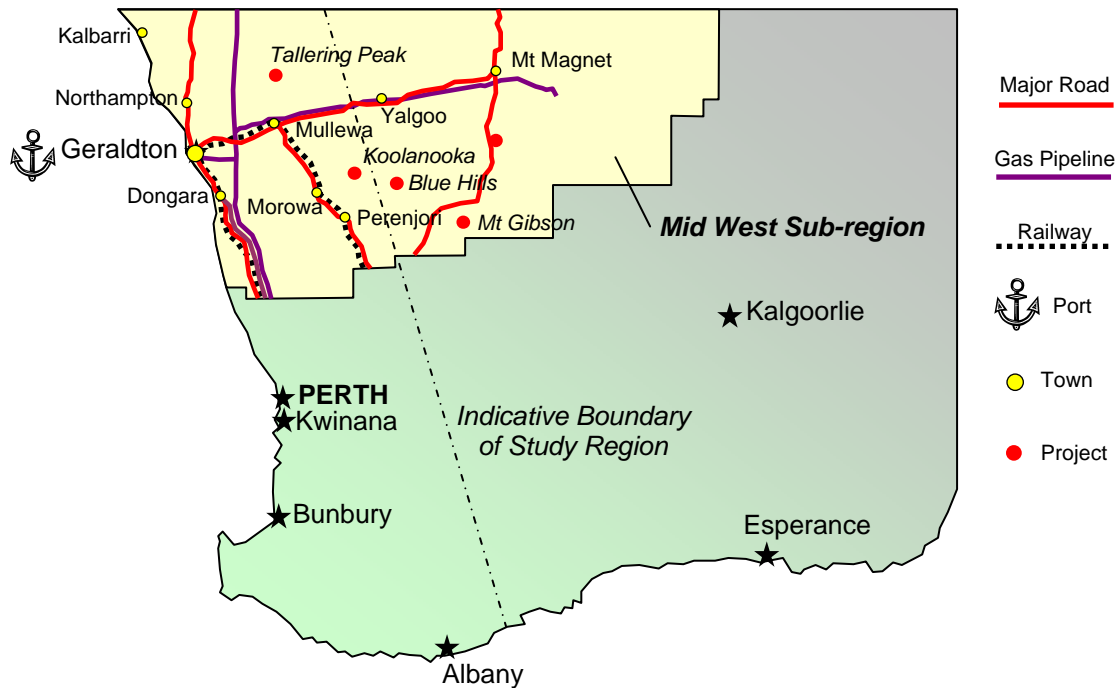 Kalbarri
Tallering Peak
Mt Magnet
Northampton
Yalgoo
Mullewa
Geraldton
Koolanooka
Blue Hills
Dongara
Morowa
Perenjori
Mt Gibson
Mid West Sub-region
Kalgoorlie
PERTH
Kwinana
Indicative Boundary
of Study Region
Bunbury
Esperance
Albany
Major Road
Gas Pipeline
Railway
Port
Town
Project